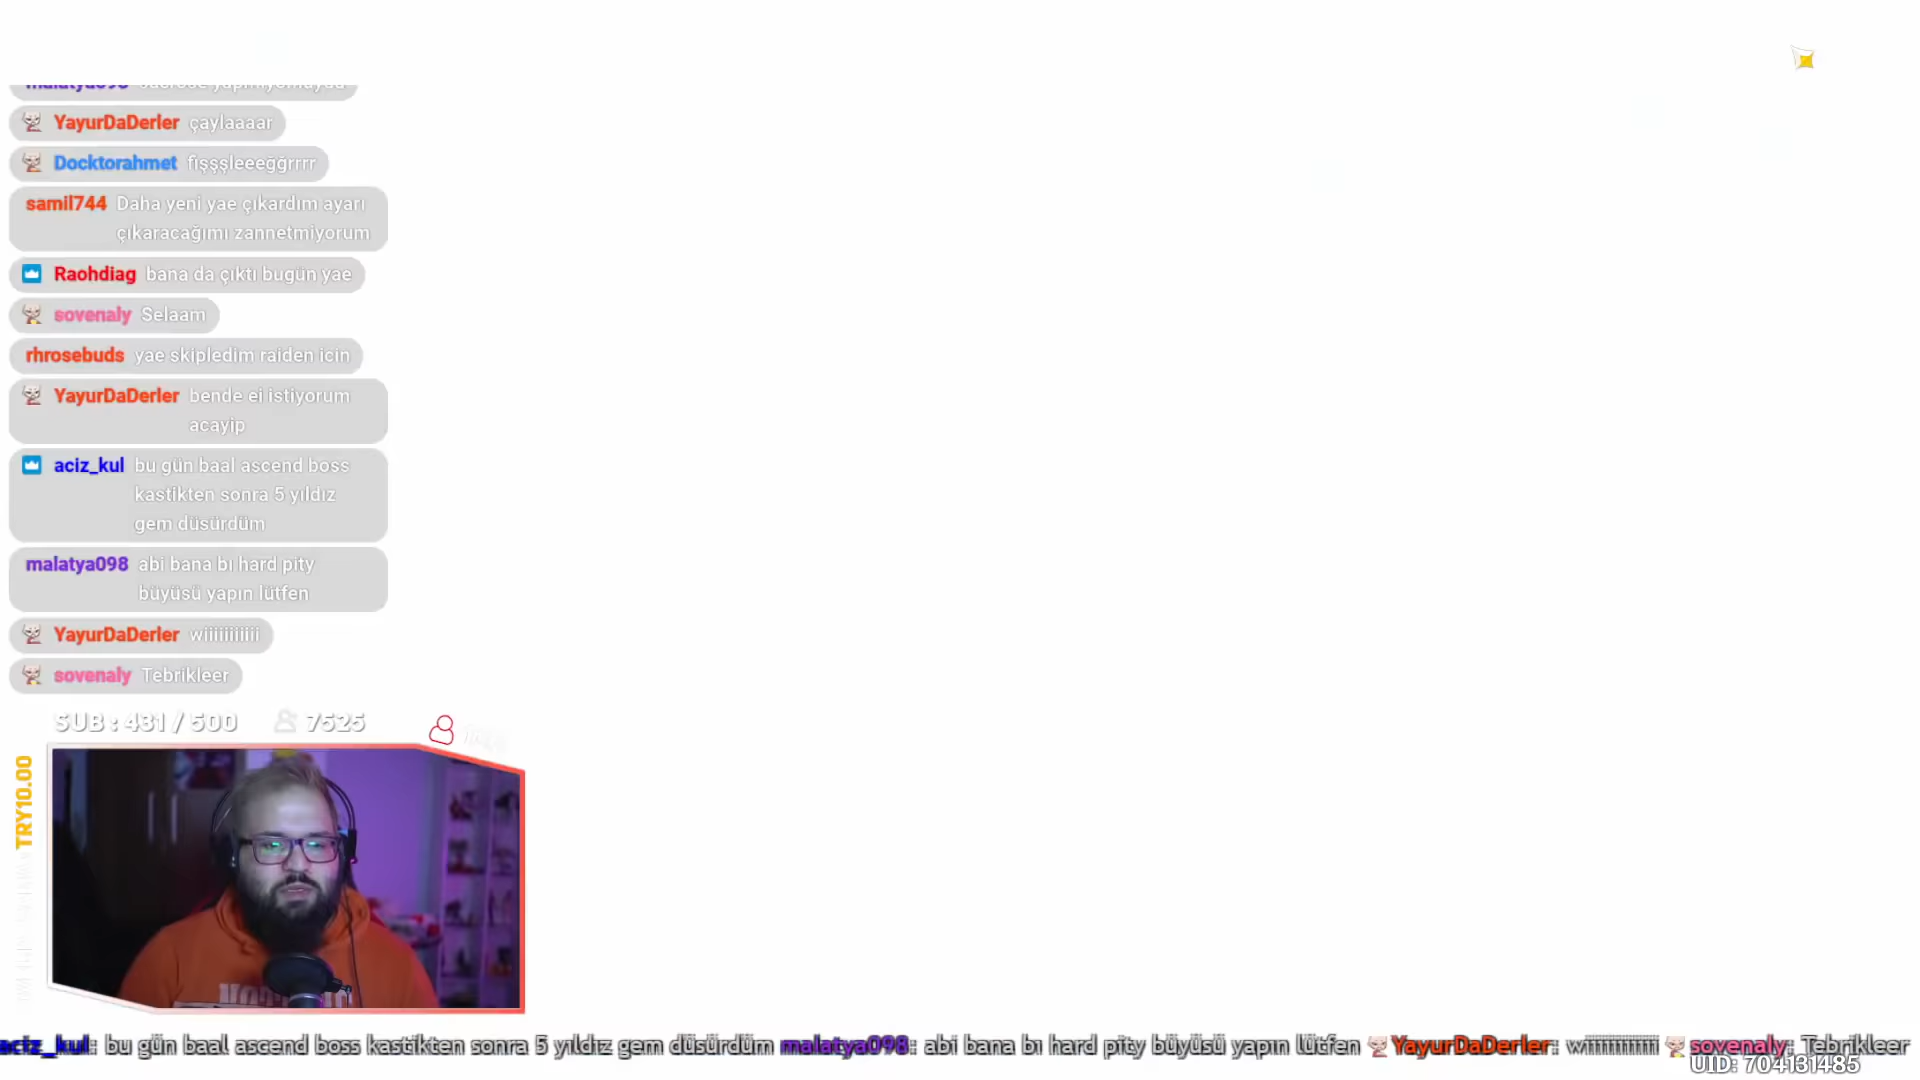 malatya098
YayurDaDerler çaylaaaar
Docktorahmet fişşşleeeğğrrrr
samil744 Daha yeni yae çıkardım ayarı
çıkaracağımı zannetmiyorum
Raohdiag bana da çıktı bugün yae
sovenaly Selaam
rhrosebuds yae skipledim raiden icin
YayurDaDerler bende ei istiyorum
acayip
aciz_kul bu gün baal ascend boss
kastikten sonra 5 yıldız
gem düsürdüm
malatya098 abi bana bı hard pity
büyüsü yapın lütfen
YayurDaDerler wiiiiiiiiiii
sovenaly Tebrikleer
SUB : 431 / 500 7525
TRY10.00
aciz_kul: bu gün baal ascend boss kastikten sonra 5 yıldız gem düsürdüm malatya098: abi bana bı hard pity büyüsü yapın lütfen YayurDaDerler: wiiiiiiiiiii sovenaly: Tebrikleer
UID: 704131485